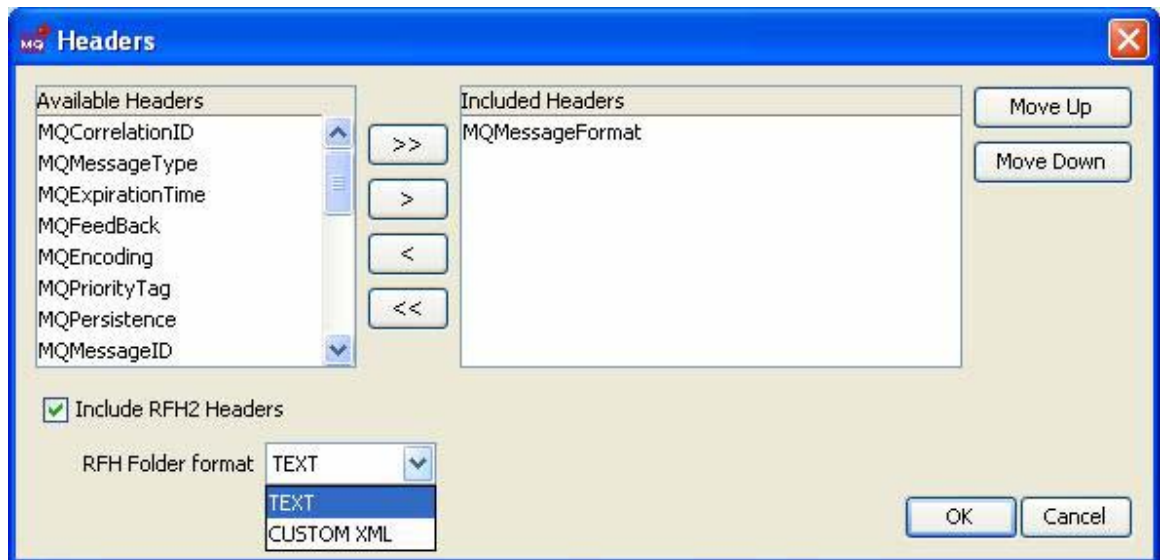 MQ Headers
Available Headers
MQCorrelationID
MQMessageType
MQExpirationTime
MQFeedBack
MQEncoding
MQPriorityTag
MQPersistence
MQMessageID
>>
>
<
<<
Included Headers
MQMessageFormat
Move Up
Move Down
Include RFH2 Headers
RFH Folder format TEXT
TEXT
CUSTOM XML
OK Cancel